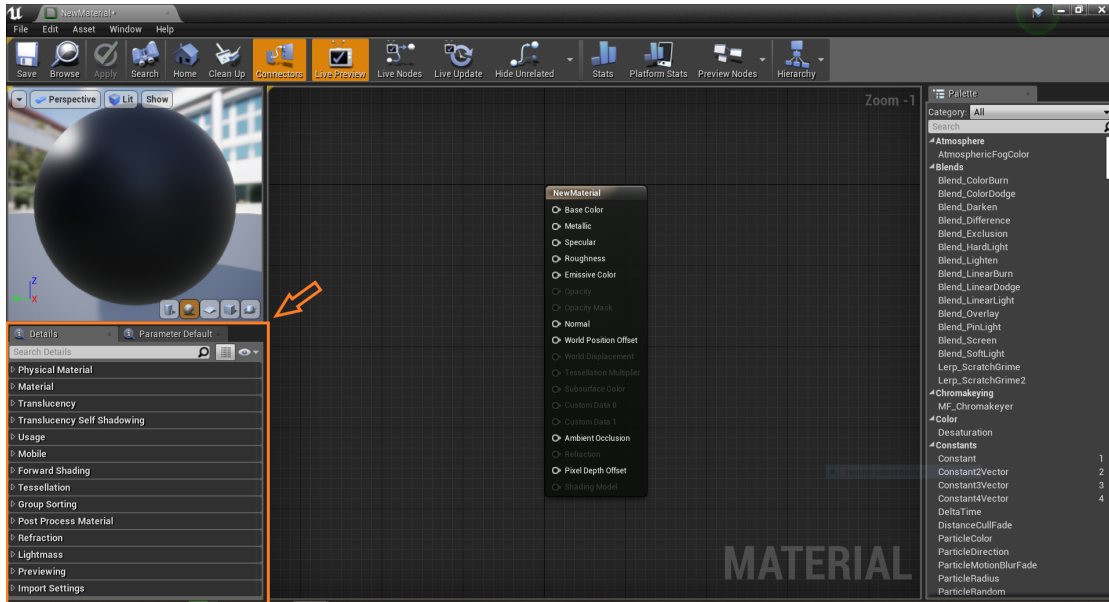 NewMaterial*
File Edit Asset Window Help
Save Browse Apply Search Home Clean Up Connectors Live Preview Live Nodes Live Update Hide Unrelated Stats Platform Stats Preview Nodes Hierarchy
Perspective Lit Show
Zoom -1
Palette
Category: All
Search
Atmosphere
AtmosphericFogColor
Blends
Blend_ColorBurn
Blend_ColorDodge
Blend_Darken
Blend_Difference
Blend_Exclusion
Blend_HardLight
Blend_Lighten
Blend_LinearBurn
Blend_LinearDodge
Blend_LinearLight
Blend_Overlay
Blend_PinLight
Blend_Screen
Blend_SoftLight
Lerp_ScratchGrime
Lerp_ScratchGrime2
Chromakeying
MF_Chromakeyer
Color
Desaturation
Constants
Constant 1
Constant2Vector 2
Constant3Vector 3
Constant4Vector 4
DeltaTime
DistanceCullFade
ParticleColor
ParticleDirection
ParticleMotionBlurFade
ParticleRadius
ParticleRandom
NewMaterial
Base Color
Metallic
Specular
Roughness
Emissive Color
Opacity
Opacity Mask
Normal
World Position Offset
World Displacement
Tessellation Multiplier
Subsurface Color
Custom Data 0
Custom Data 1
Ambient Occlusion
Refraction
Pixel Depth Offset
Shading Model
MATERIAL
Z
X
Details Parameter Default
Search Details
Physical Material
Material
Translucency
Translucency Self Shadowing
Usage
Mobile
Forward Shading
Tessellation
Group Sorting
Post Process Material
Refraction
Lightmass
Previewing
Import Settings